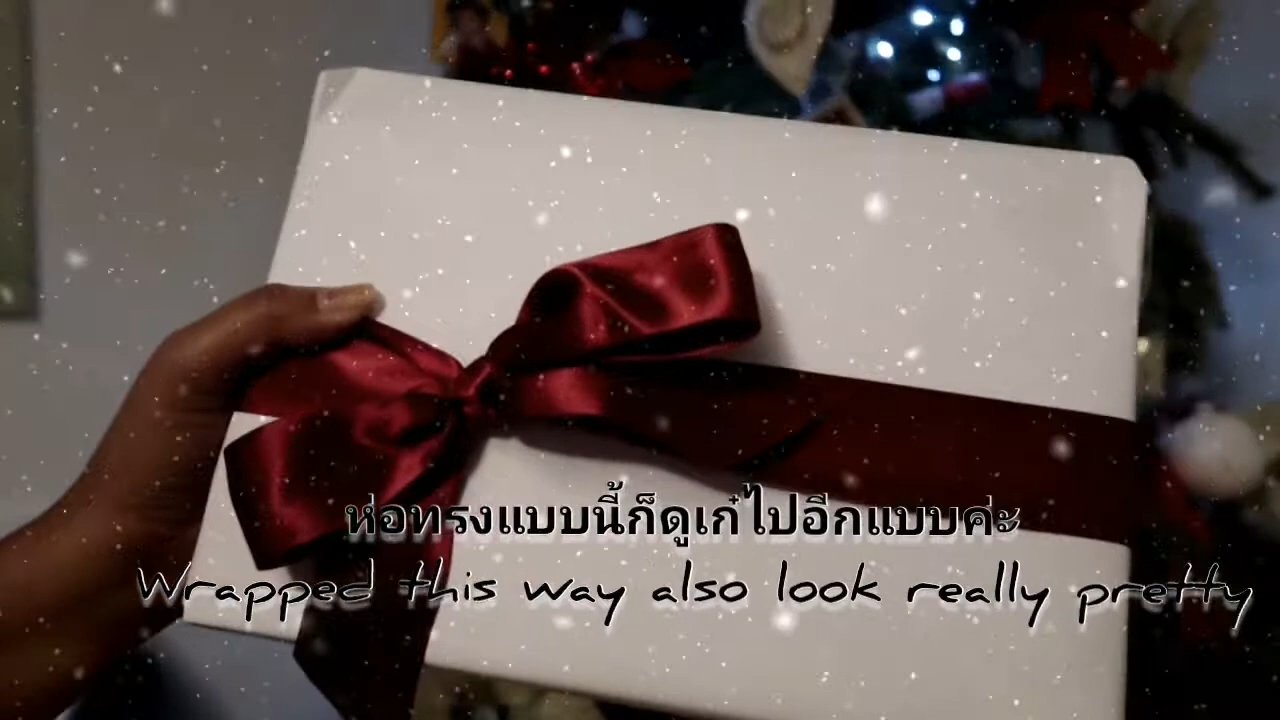 ห่อทรงแบบนี้ก็ดูเก๋ไปอีกแบบค่ะ
Wrapped this way also look really pretty